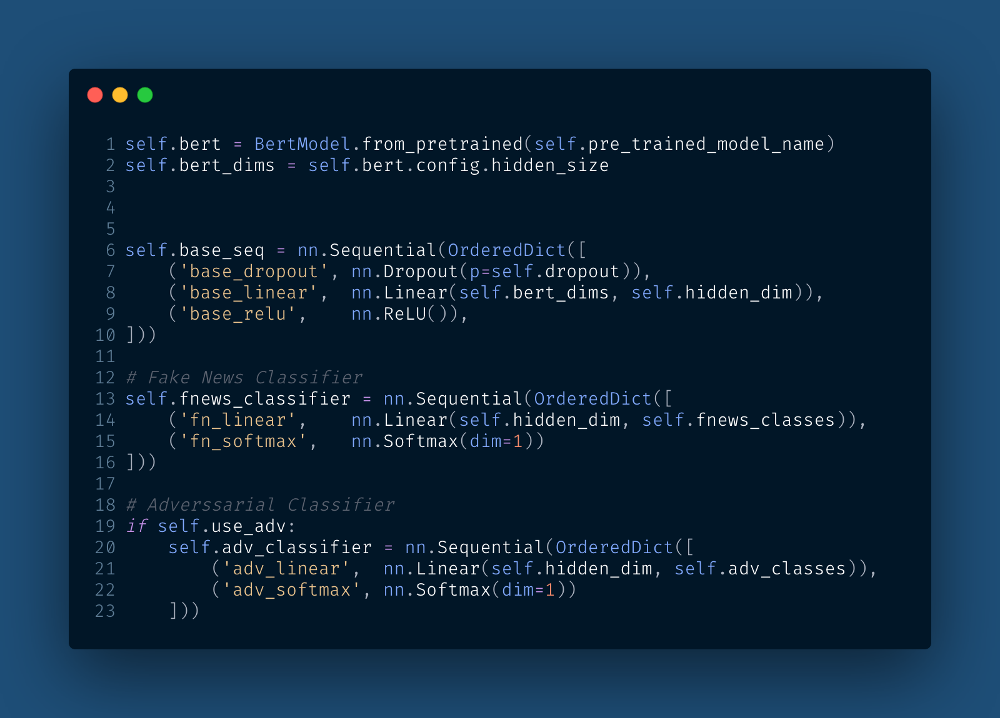 1 self.bert = BertModel.from_pretrained(self.pre_trained_model_name)
2 self.bert_dims = self.bert.config.hidden_size
3
4
5
6 self.base_seq = nn.Sequential(OrderedDict([
7     ('base_dropout', nn.Dropout(p=self.dropout)),
8     ('base_linear',  nn.Linear(self.bert_dims, self.hidden_dim)),
9     ('base_relu',    nn.ReLU()),
10 ]))
11
12 # Fake News Classifier
13 self.fnews_classifier = nn.Sequential(OrderedDict([
14     ('fn_linear',    nn.Linear(self.hidden_dim, self.fnews_classes)),
15     ('fn_softmax',   nn.Softmax(dim=1))
16 ]))
17
18 # Adverssarial Classifier
19 if self.use_adv:
20     self.adv_classifier = nn.Sequential(OrderedDict([
21         ('adv_linear',  nn.Linear(self.hidden_dim, self.adv_classes)),
22         ('adv_softmax', nn.Softmax(dim=1))
23     ]))